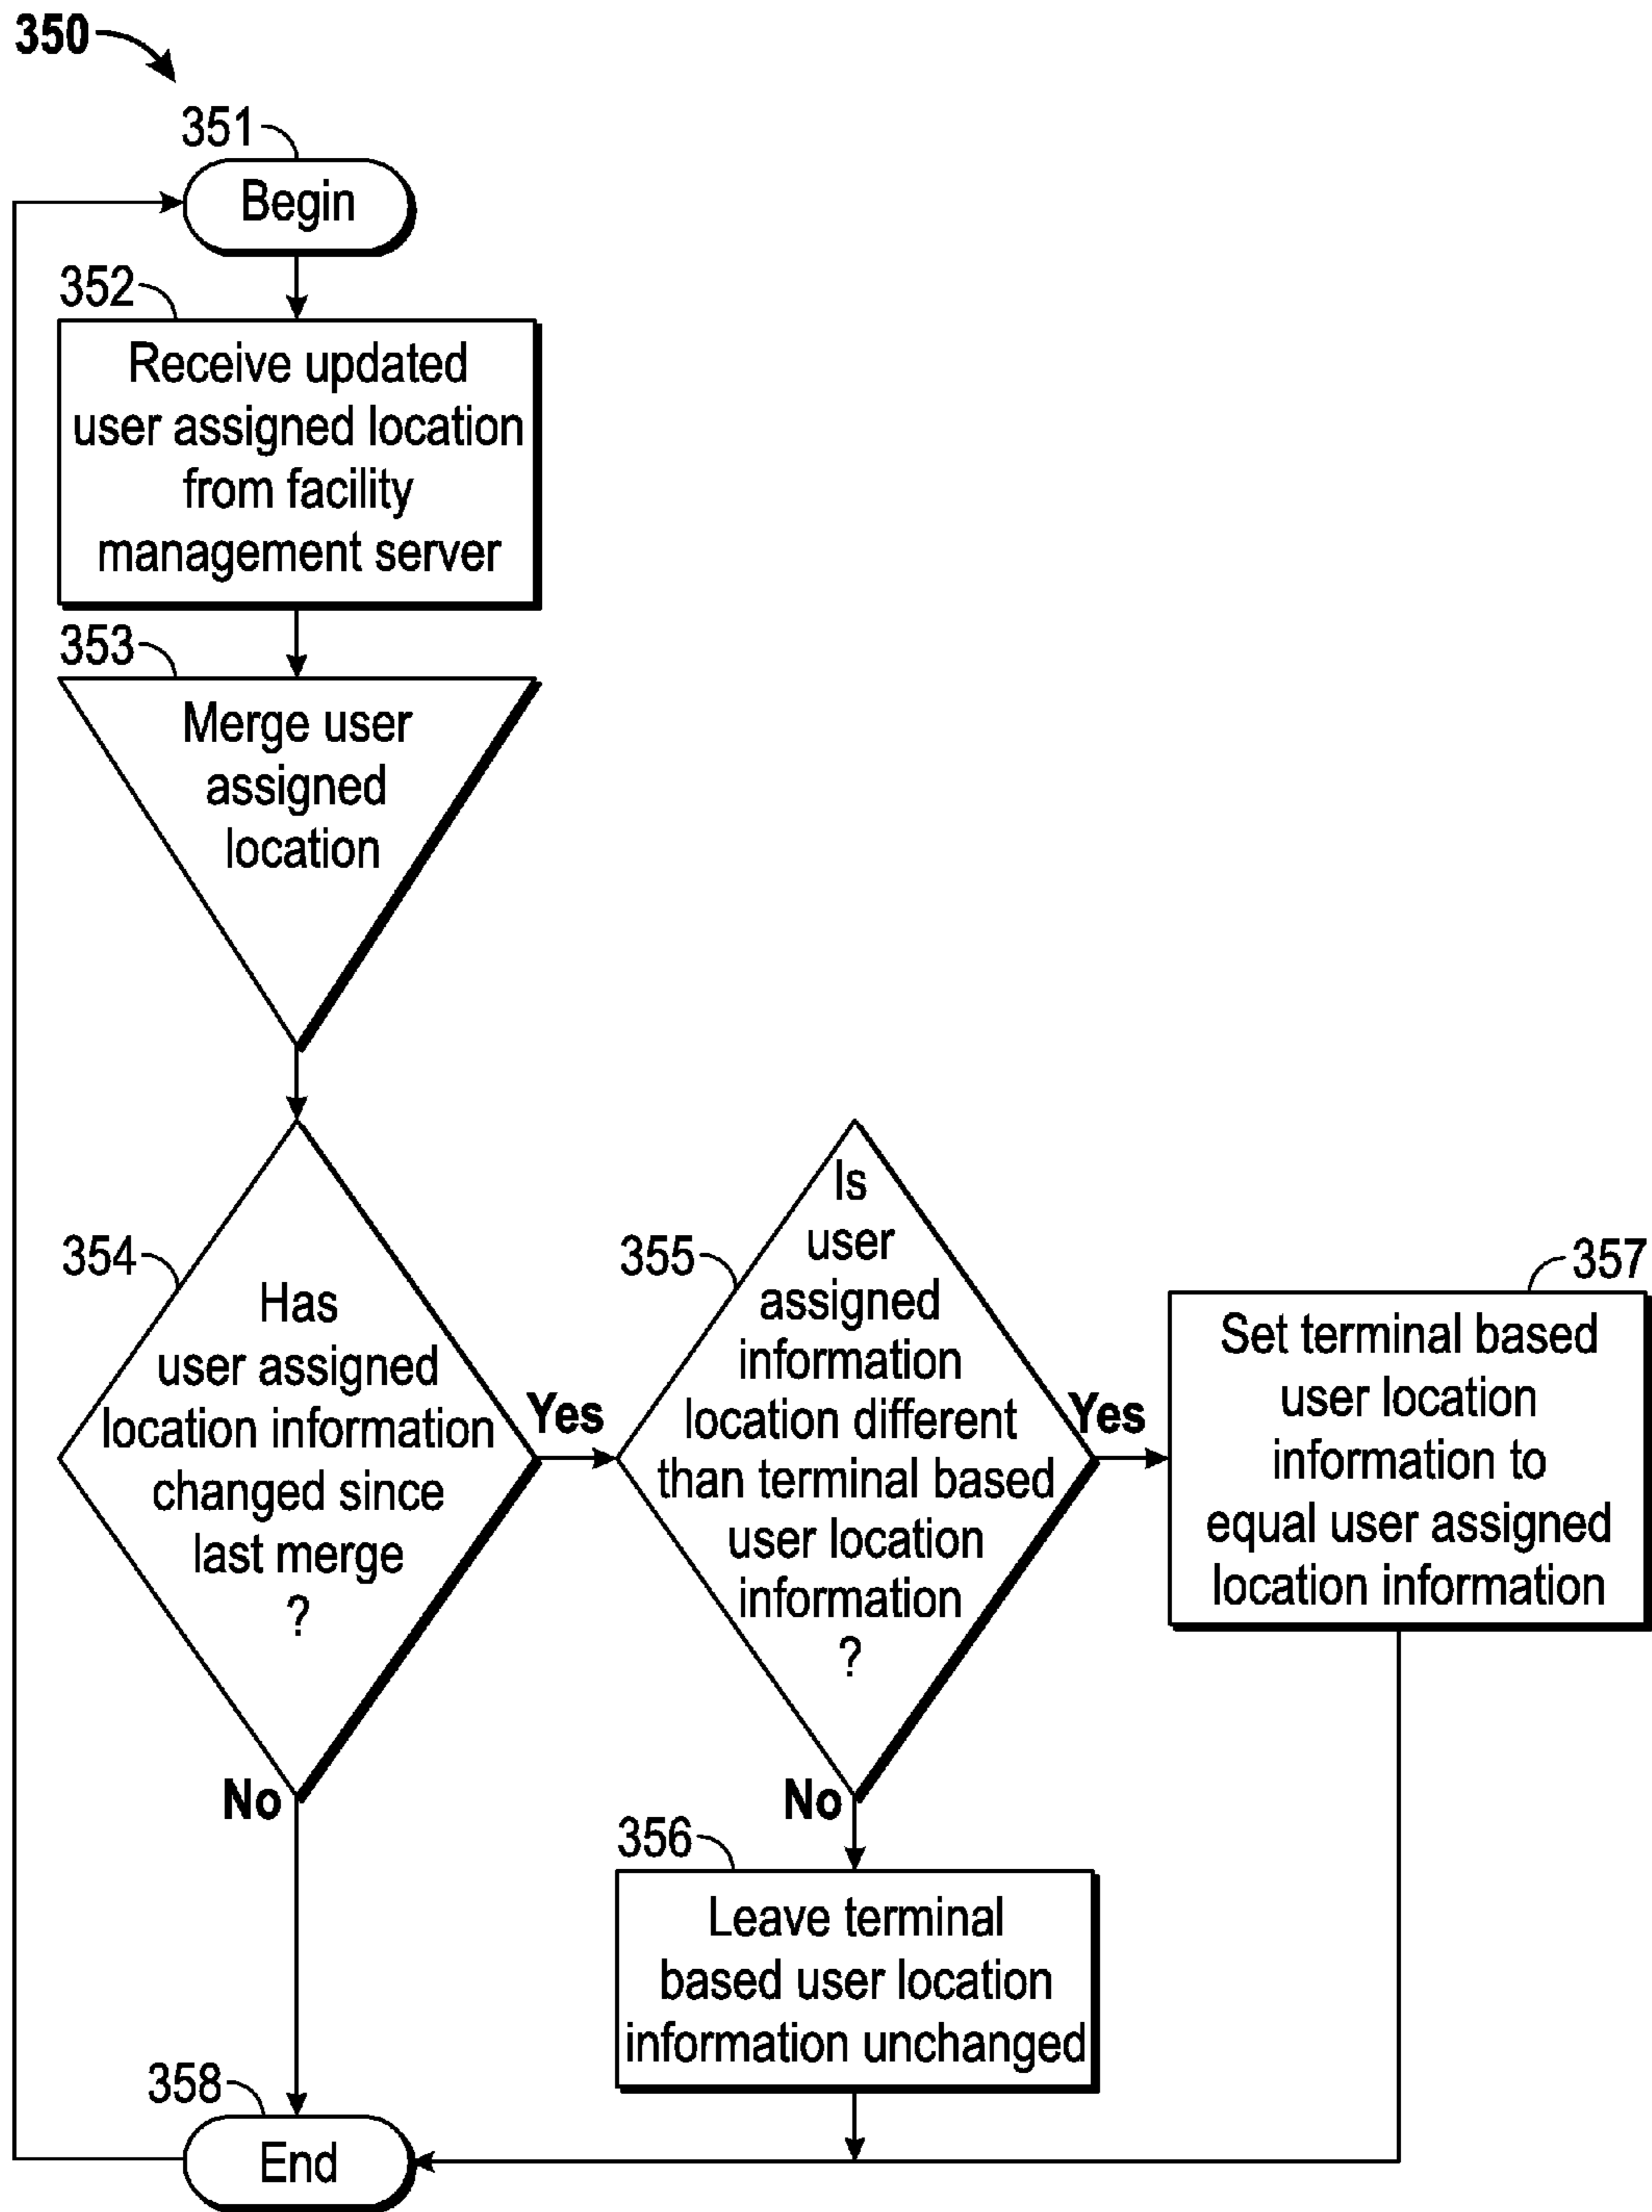 350
351
Begin
352
Receive updated
user assigned location
from facility
management server
353
Merge user
assigned
location
354
Has
user assigned
location information
changed since
last merge
?
Yes
No
355
Is
user
assigned
information
location different
than terminal based
user location
information
?
Yes
No
357
Set terminal based
user location
information to
equal user assigned
location information
356
Leave terminal
based user location
information unchanged
358
End